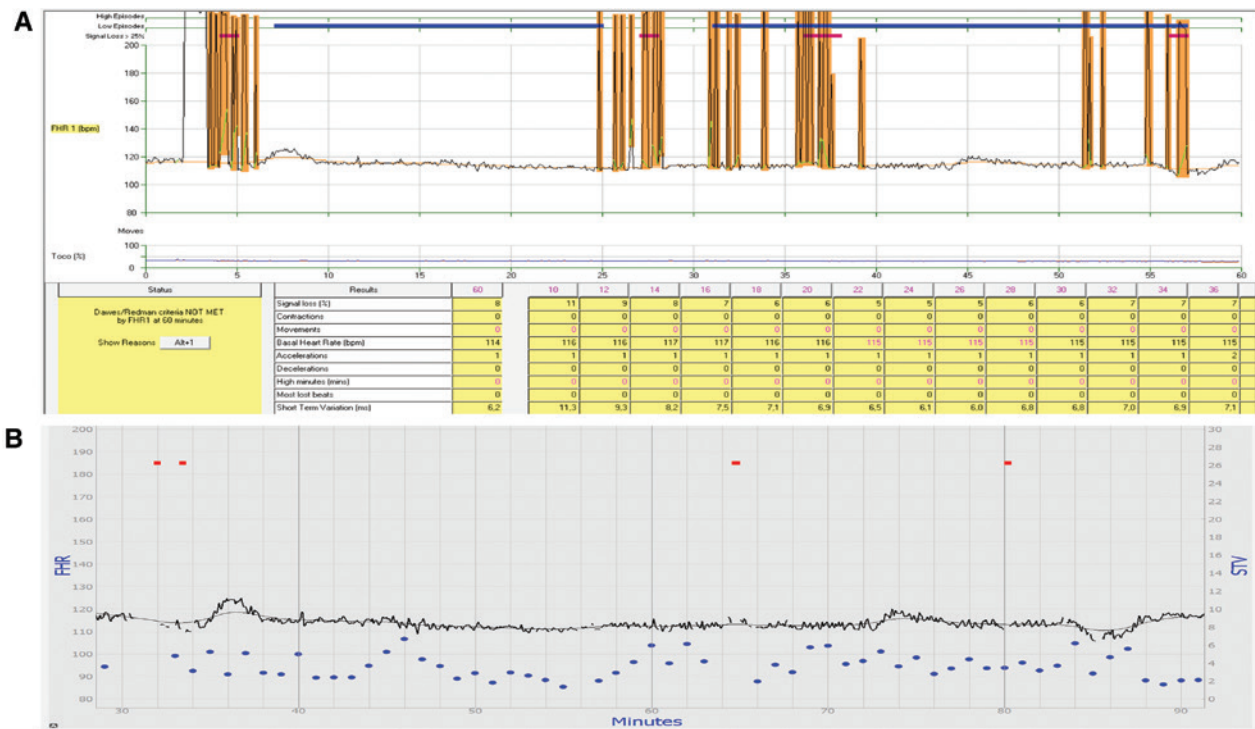 A
High Episodes
Low Episodes
Signal Loss > 25%
200
180
160
140
FHR 1 (bpm)
120
100
80
Moves
100
Toco (%)
0
0 5 10 15 20 25 30 35 40 45 50 55 60
Status Results 60 10 12 14 16 18 20 22 24 26 28 30 32 34 36
Dawes/Redman criteria NOT MET
by FHR1 at 60 minutes
Show Reasons Alt+1
Signal loss (%) 8 11 9 8 7 6 6 5 5 5 6 6 7 7 7
Contractions 0 0 0 0 0 0 0 0 0 0 0 0 0 0 0
Movements 0 0 0 0 0 0 0 0 0 0 0 0 0 0 0
Basal Heart Rate (bpm) 114 116 116 117 117 116 116 115 115 115 115 115 115 115 115
Accelerations 1 1 1 1 1 1 1 1 1 1 1 1 1 1 2
Decelerations 0 0 0 0 0 0 0 0 0 0 0 0 0 0 0
High minutes (mins) 0 0 0 0 0 0 0 0 0 0 0 0 0 0 0
Most lost beats 0 0 0 0 0 0 0 0 0 0 0 0 0 0 0
Short Term Variation (ms) 6,2 11,3 9,3 8,2 7,5 7,1 6,9 6,5 6,1 6,0 6,8 6,8 7,0 6,9 7,1
B
200 30
190 28
180 26
170 24
160 22
150 20
140 18
FHR
130 14
STV
120 12
110 10
100 8
90 6
80 4
2
0
30 40 50 60 70 80 90
Minutes